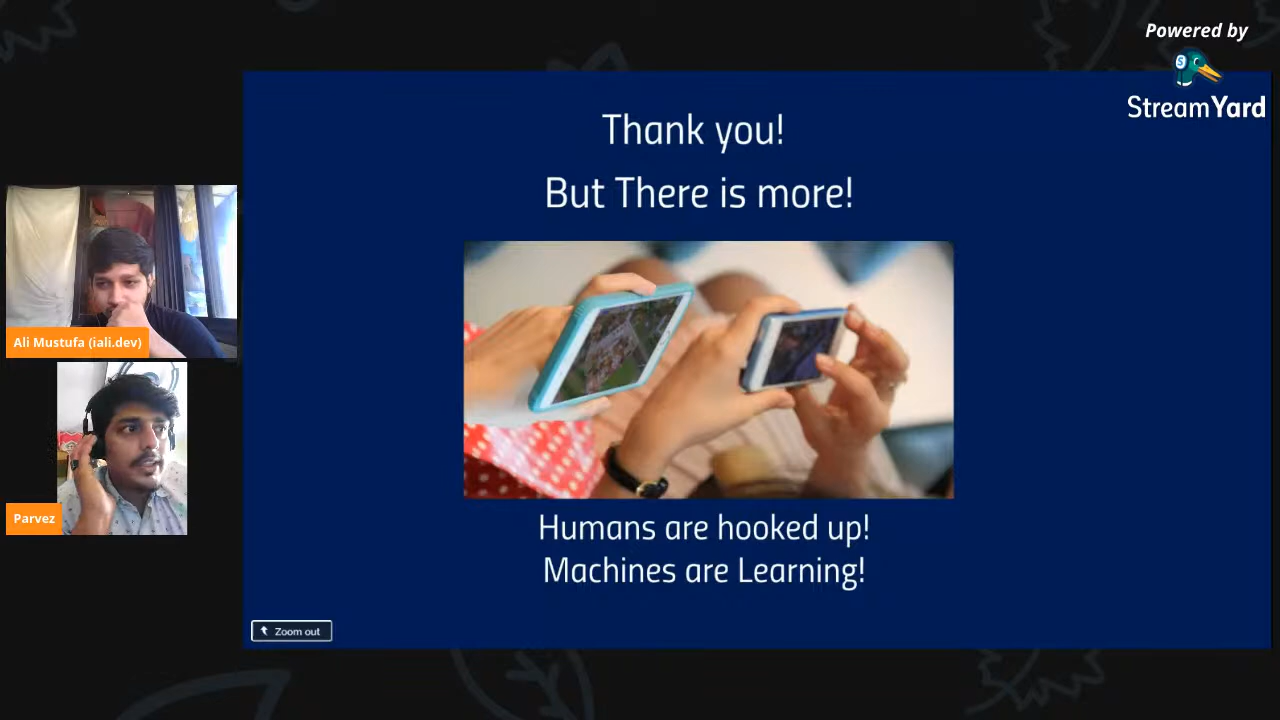 Powered by
StreamYard
Thank you!
But There is more!
Ali Mustufa (iali.dev)
Parvez
Humans are hooked up!
Machines are Learning!
Zoom out